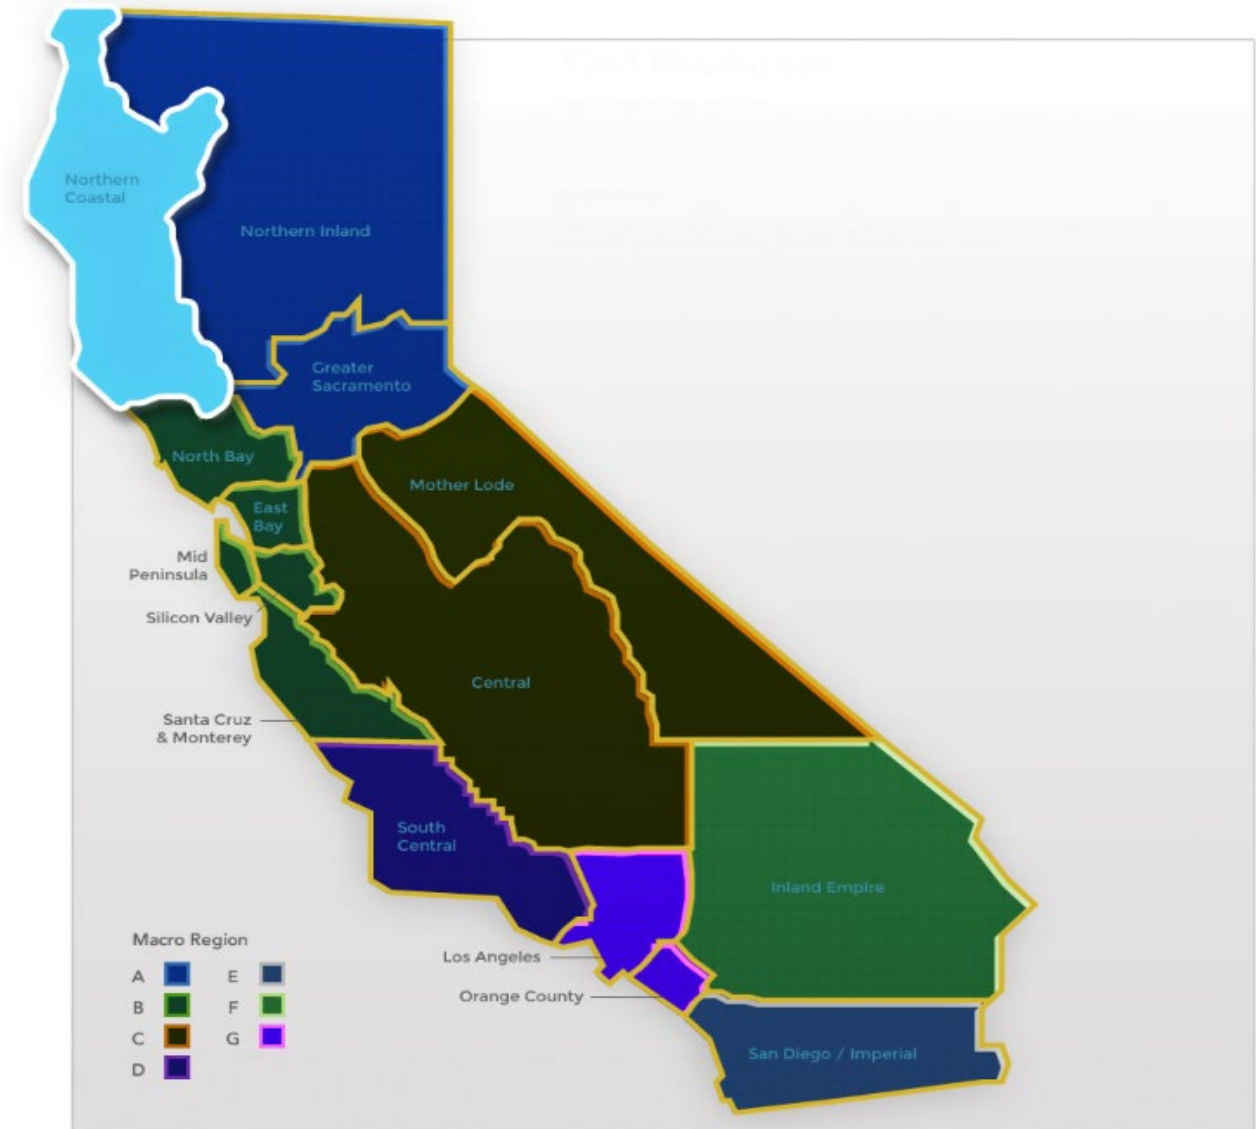 Northern
Coastal
Northern Inland
Greater
Sacramento
North Bay
Mother Lode
East
Bay
Mid
Peninsula
Silicon Valley
Central
Santa Cruz
& Monterey
South
Central
Inland Empire
Los Angeles
Orange County
San Diego / Imperial
Macro Region
A
E
B
F
C
G
D